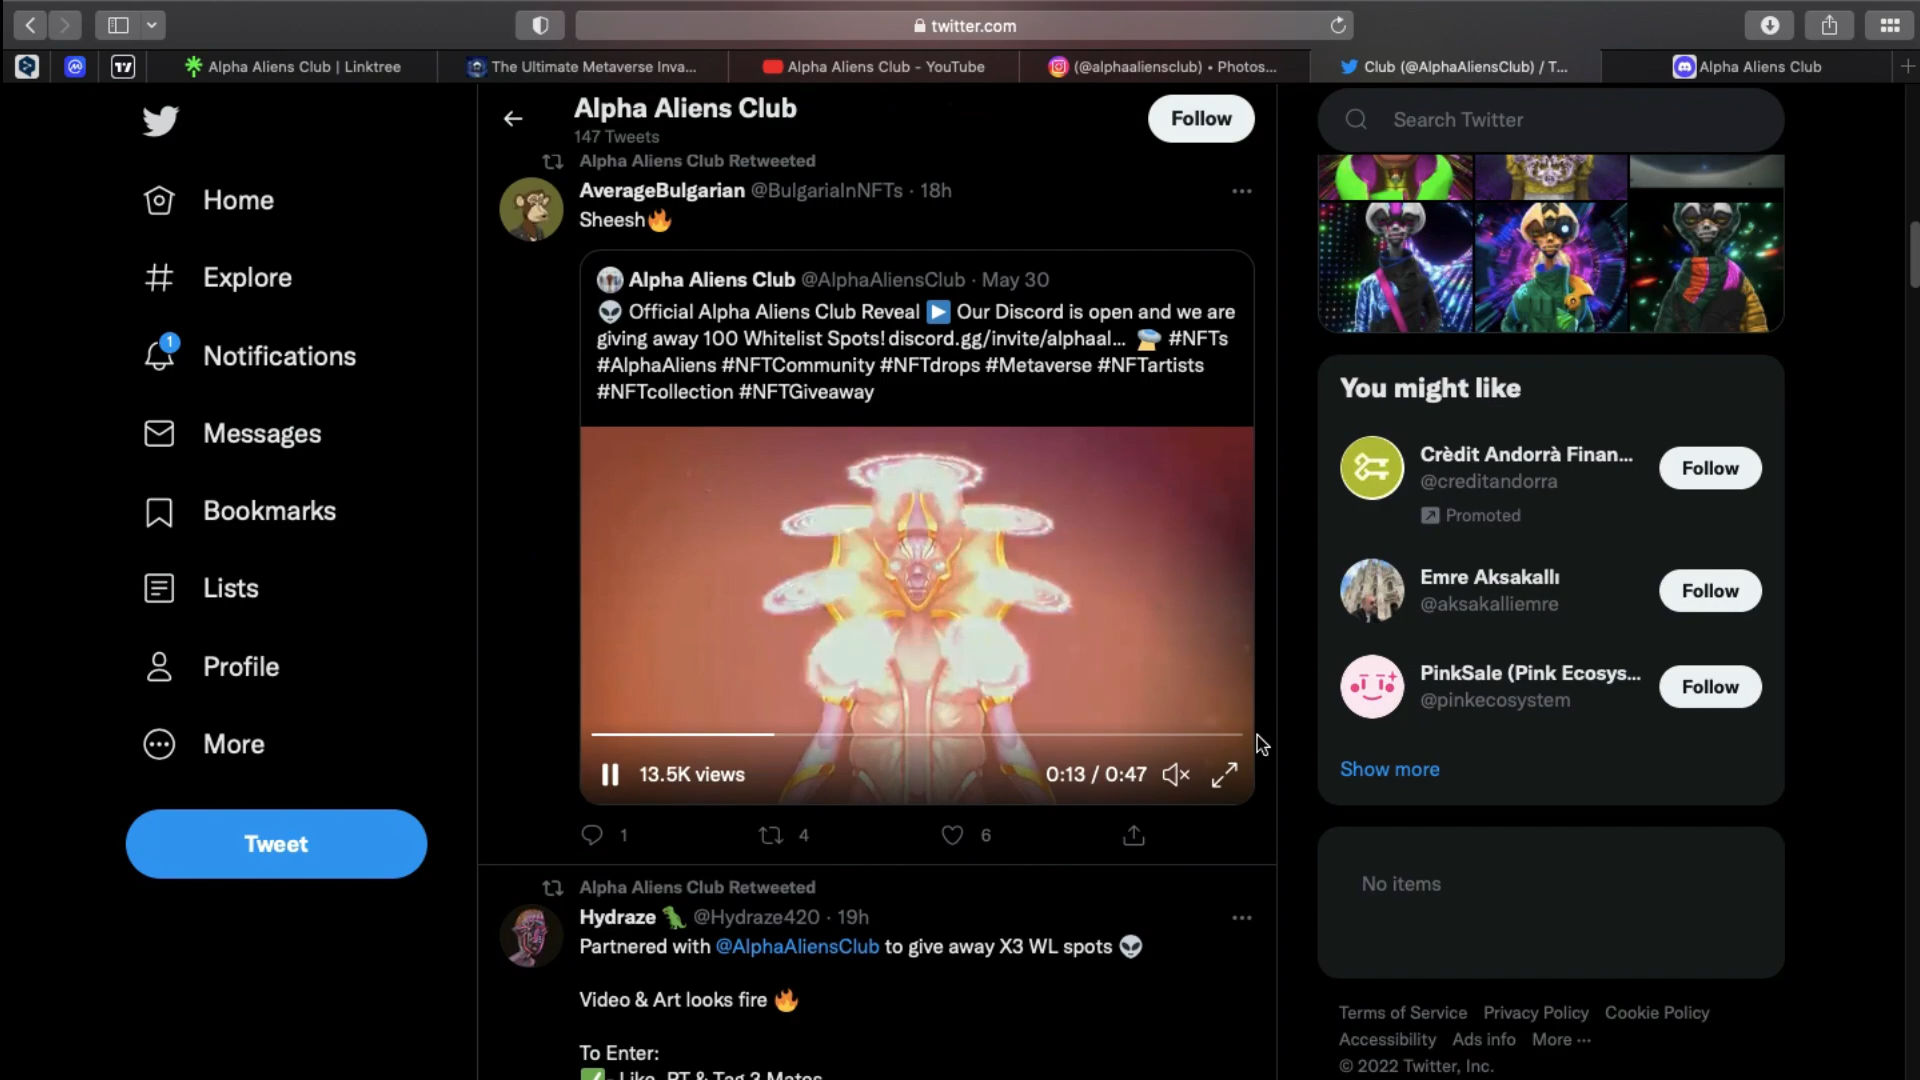 twitter.com
Alpha Aliens Club | Linktree
The Ultimate Metaverse Inva...
Alpha Aliens Club - YouTube
(@alphaaliensclub) • Photos...
Club (@AlphaAliensClub) / T...
Alpha Aliens Club
Home
Explore
1
Notifications
Messages
Bookmarks
Lists
Profile
More
Tweet
Alpha Aliens Club
147 Tweets
Follow
Alpha Aliens Club Retweeted
AverageBulgarian @BulgariaInNFTs · 18h
Sheesh🔥
Alpha Aliens Club @AlphaAliensClub · May 30
👽 Official Alpha Aliens Club Reveal ▶️ Our Discord is open and we are
giving away 100 Whitelist Spots! discord.gg/invite/alphaal... 🛸 #NFTs
#AlphaAliens #NFTCommunity #NFTdrops #Metaverse #NFTartists
#NFTcollection #NFTGiveaway
13.5K views
0:13 / 0:47
1
4
6
Alpha Aliens Club Retweeted
Hydraze 🦖 @Hydraze420 · 19h
Partnered with @AlphaAliensClub to give away X3 WL spots 👽
Video & Art looks fire 🔥
To Enter:
✅- Like, RT & Tag 3 Mates
Search Twitter
You might like
Crèdit Andorrà Finan...
@creditandorra
Promoted
Follow
Emre Aksakallı
@aksakalliemre
Follow
PinkSale (Pink Ecosys...
@pinkecosystem
Follow
Show more
No items
Terms of Service Privacy Policy Cookie Policy
Accessibility Ads info More ...
© 2022 Twitter, Inc.